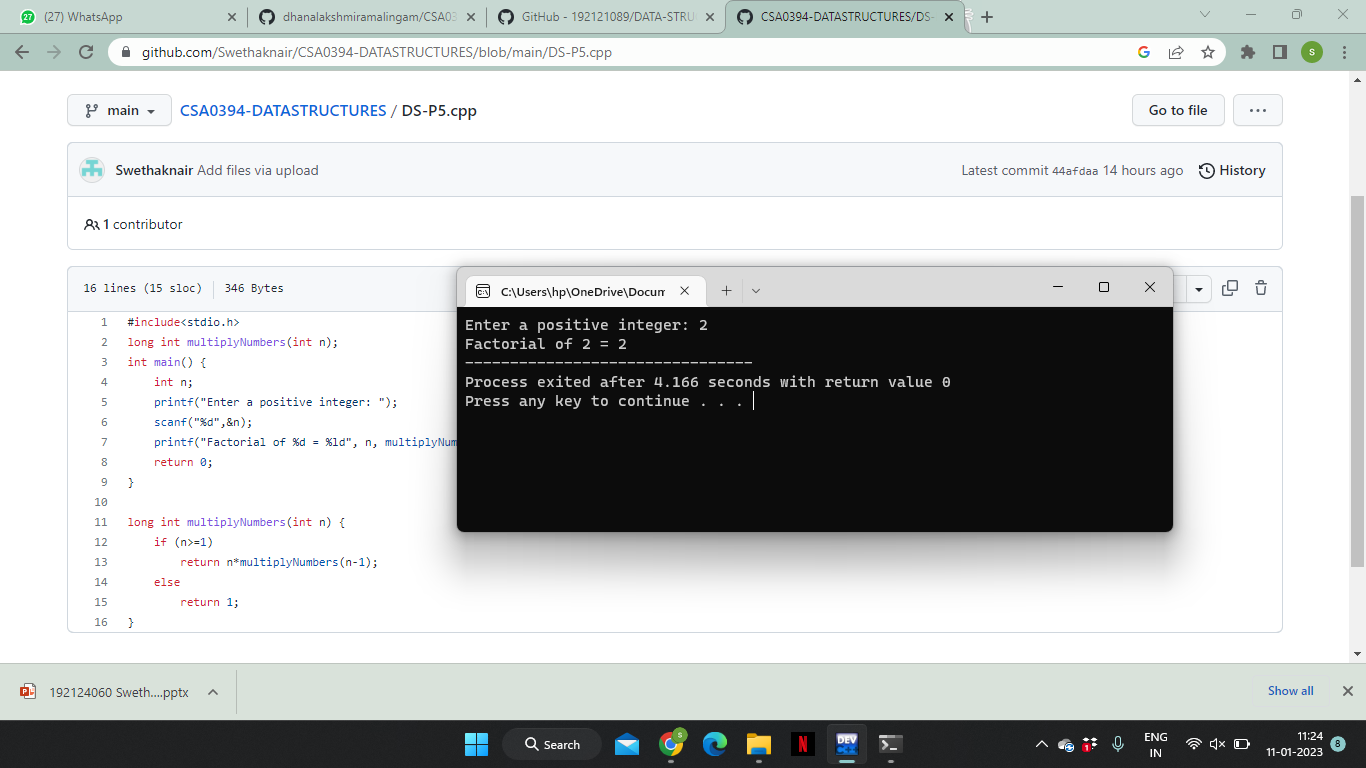 27 (27) WhatsApp
dhanalakshmiramalingam/CSA03
GitHub - 192121089/DATA-STRU
CSA0394-DATASTRUCTURES/DS-
github.com/Swethaknair/CSA0394-DATASTRUCTURES/blob/main/DS-P5.cpp
G
S
main
CSA0394-DATASTRUCTURES / DS-P5.cpp
Go to file
Swethaknair Add files via upload
Latest commit 44afdaa 14 hours ago
History
1 contributor
16 lines (15 sloc) 346 Bytes
1 #include<stdio.h>
2 long int multiplyNumbers(int n);
3 int main() {
4 int n;
5 printf("Enter a positive integer: ");
6 scanf("%d",&n);
7 printf("Factorial of %d = %ld", n, multiplyNum
8 return 0;
9 }
10
11 long int multiplyNumbers(int n) {
12 if (n>=1)
13 return n*multiplyNumbers(n-1);
14 else
15 return 1;
16 }
C:\Users\hp\OneDrive\Docum
Enter a positive integer: 2
Factorial of 2 = 2
--------------------------------
Process exited after 4.166 seconds with return value 0
Press any key to continue . . .
192124060 Sweth....pptx
Show all
Search
S
N
DEV
ENG
IN
1
11:24
11-01-2023
8